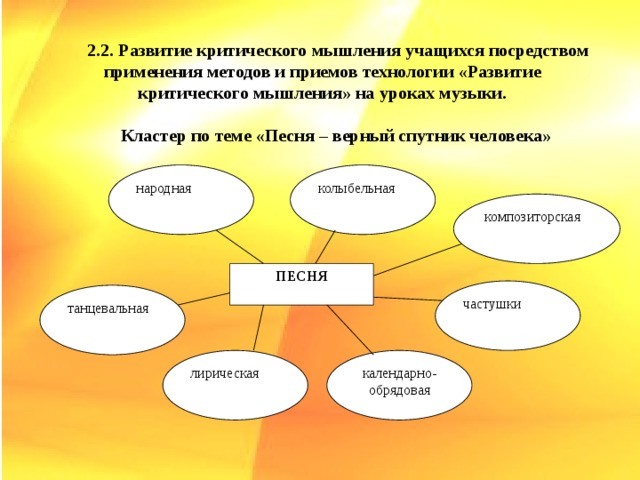 2.2. Развитие критического мышления учащихся посредством
применения методов и приемов технологии «Развитие
критического мышления» на уроках музыки.
Кластер по теме «Песня – верный спутник человека»
народная
колыбельная
композиторская
ПЕСНЯ
танцевальная
частушки
лирическая
календарно-
обрядовая